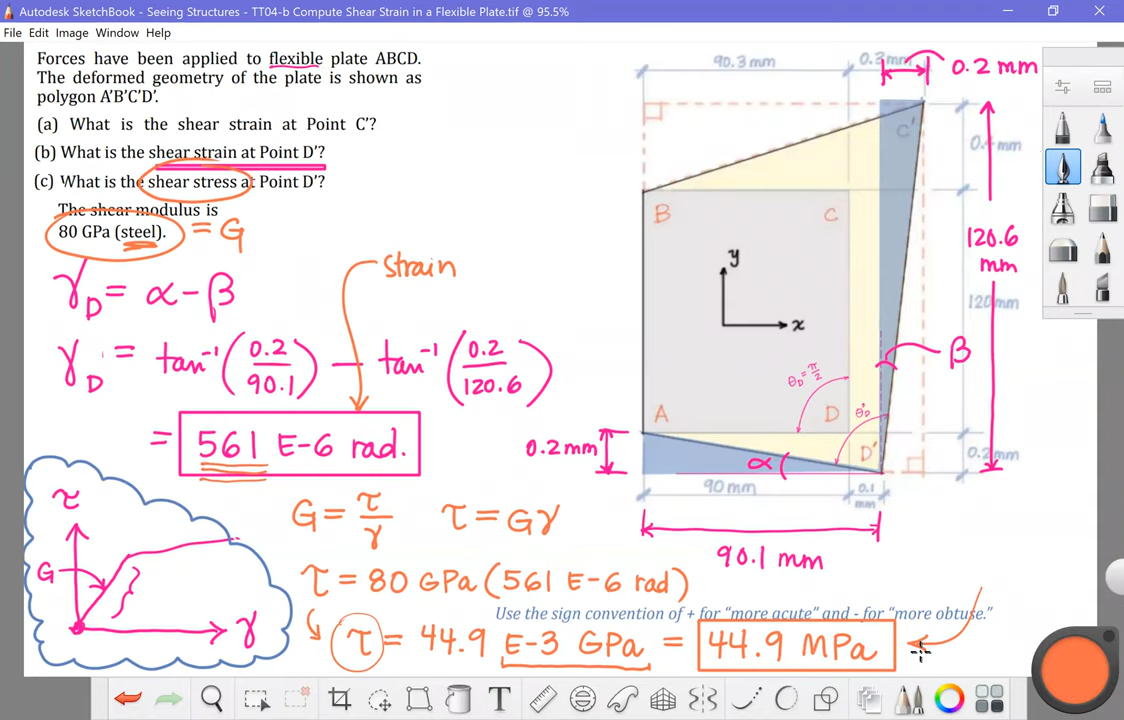 Autodesk SketchBook - Seeing Structures - TT04-b Compute Shear Strain in a Flexible Plate.tif @ 95.5%
File Edit Image Window Help
Forces have been applied to flexible plate ABCD.
The deformed geometry of the plate is shown as
polygon A'B'C'D'.
(a) What is the shear strain at Point C'?
(b) What is the shear strain at Point D'?
(c) What is the shear stress at Point D'?
The shear modulus is
80 GPa (steel). = G
strain
γD = α - β
γD = tan⁻¹(0.2/90.1) - tan⁻¹(0.2/120.6)
= 561 E-6 rad.
τ
G
γ
G = τ/γ τ = Gγ
τ = 80 GPa (561 E-6 rad)
Use the sign convention of + for "more acute" and - for "more obtuse."
τ = 44.9 E-3 GPa = 44.9 MPa
90.3 mm
0.3 mm
0.2 mm
C'
B
C
y
x
120.6
mm
120 mm
β
θD = π/2
θ'D
A
D
D'
0.2 mm
α
0.2 mm
90 mm
0.1
mm
90.1 mm
T